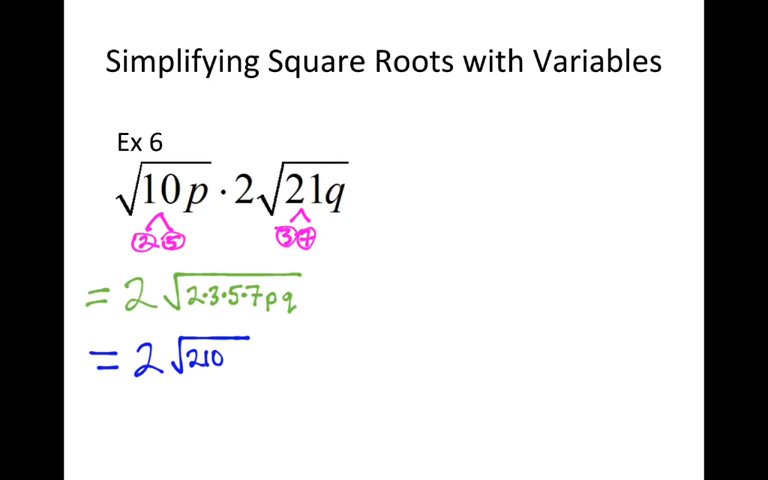 Simplifying Square Roots with Variables
Ex 6
√10p · 2√21q
2 5 3 7
= 2 √2·3·5·7pq
= 2 √210